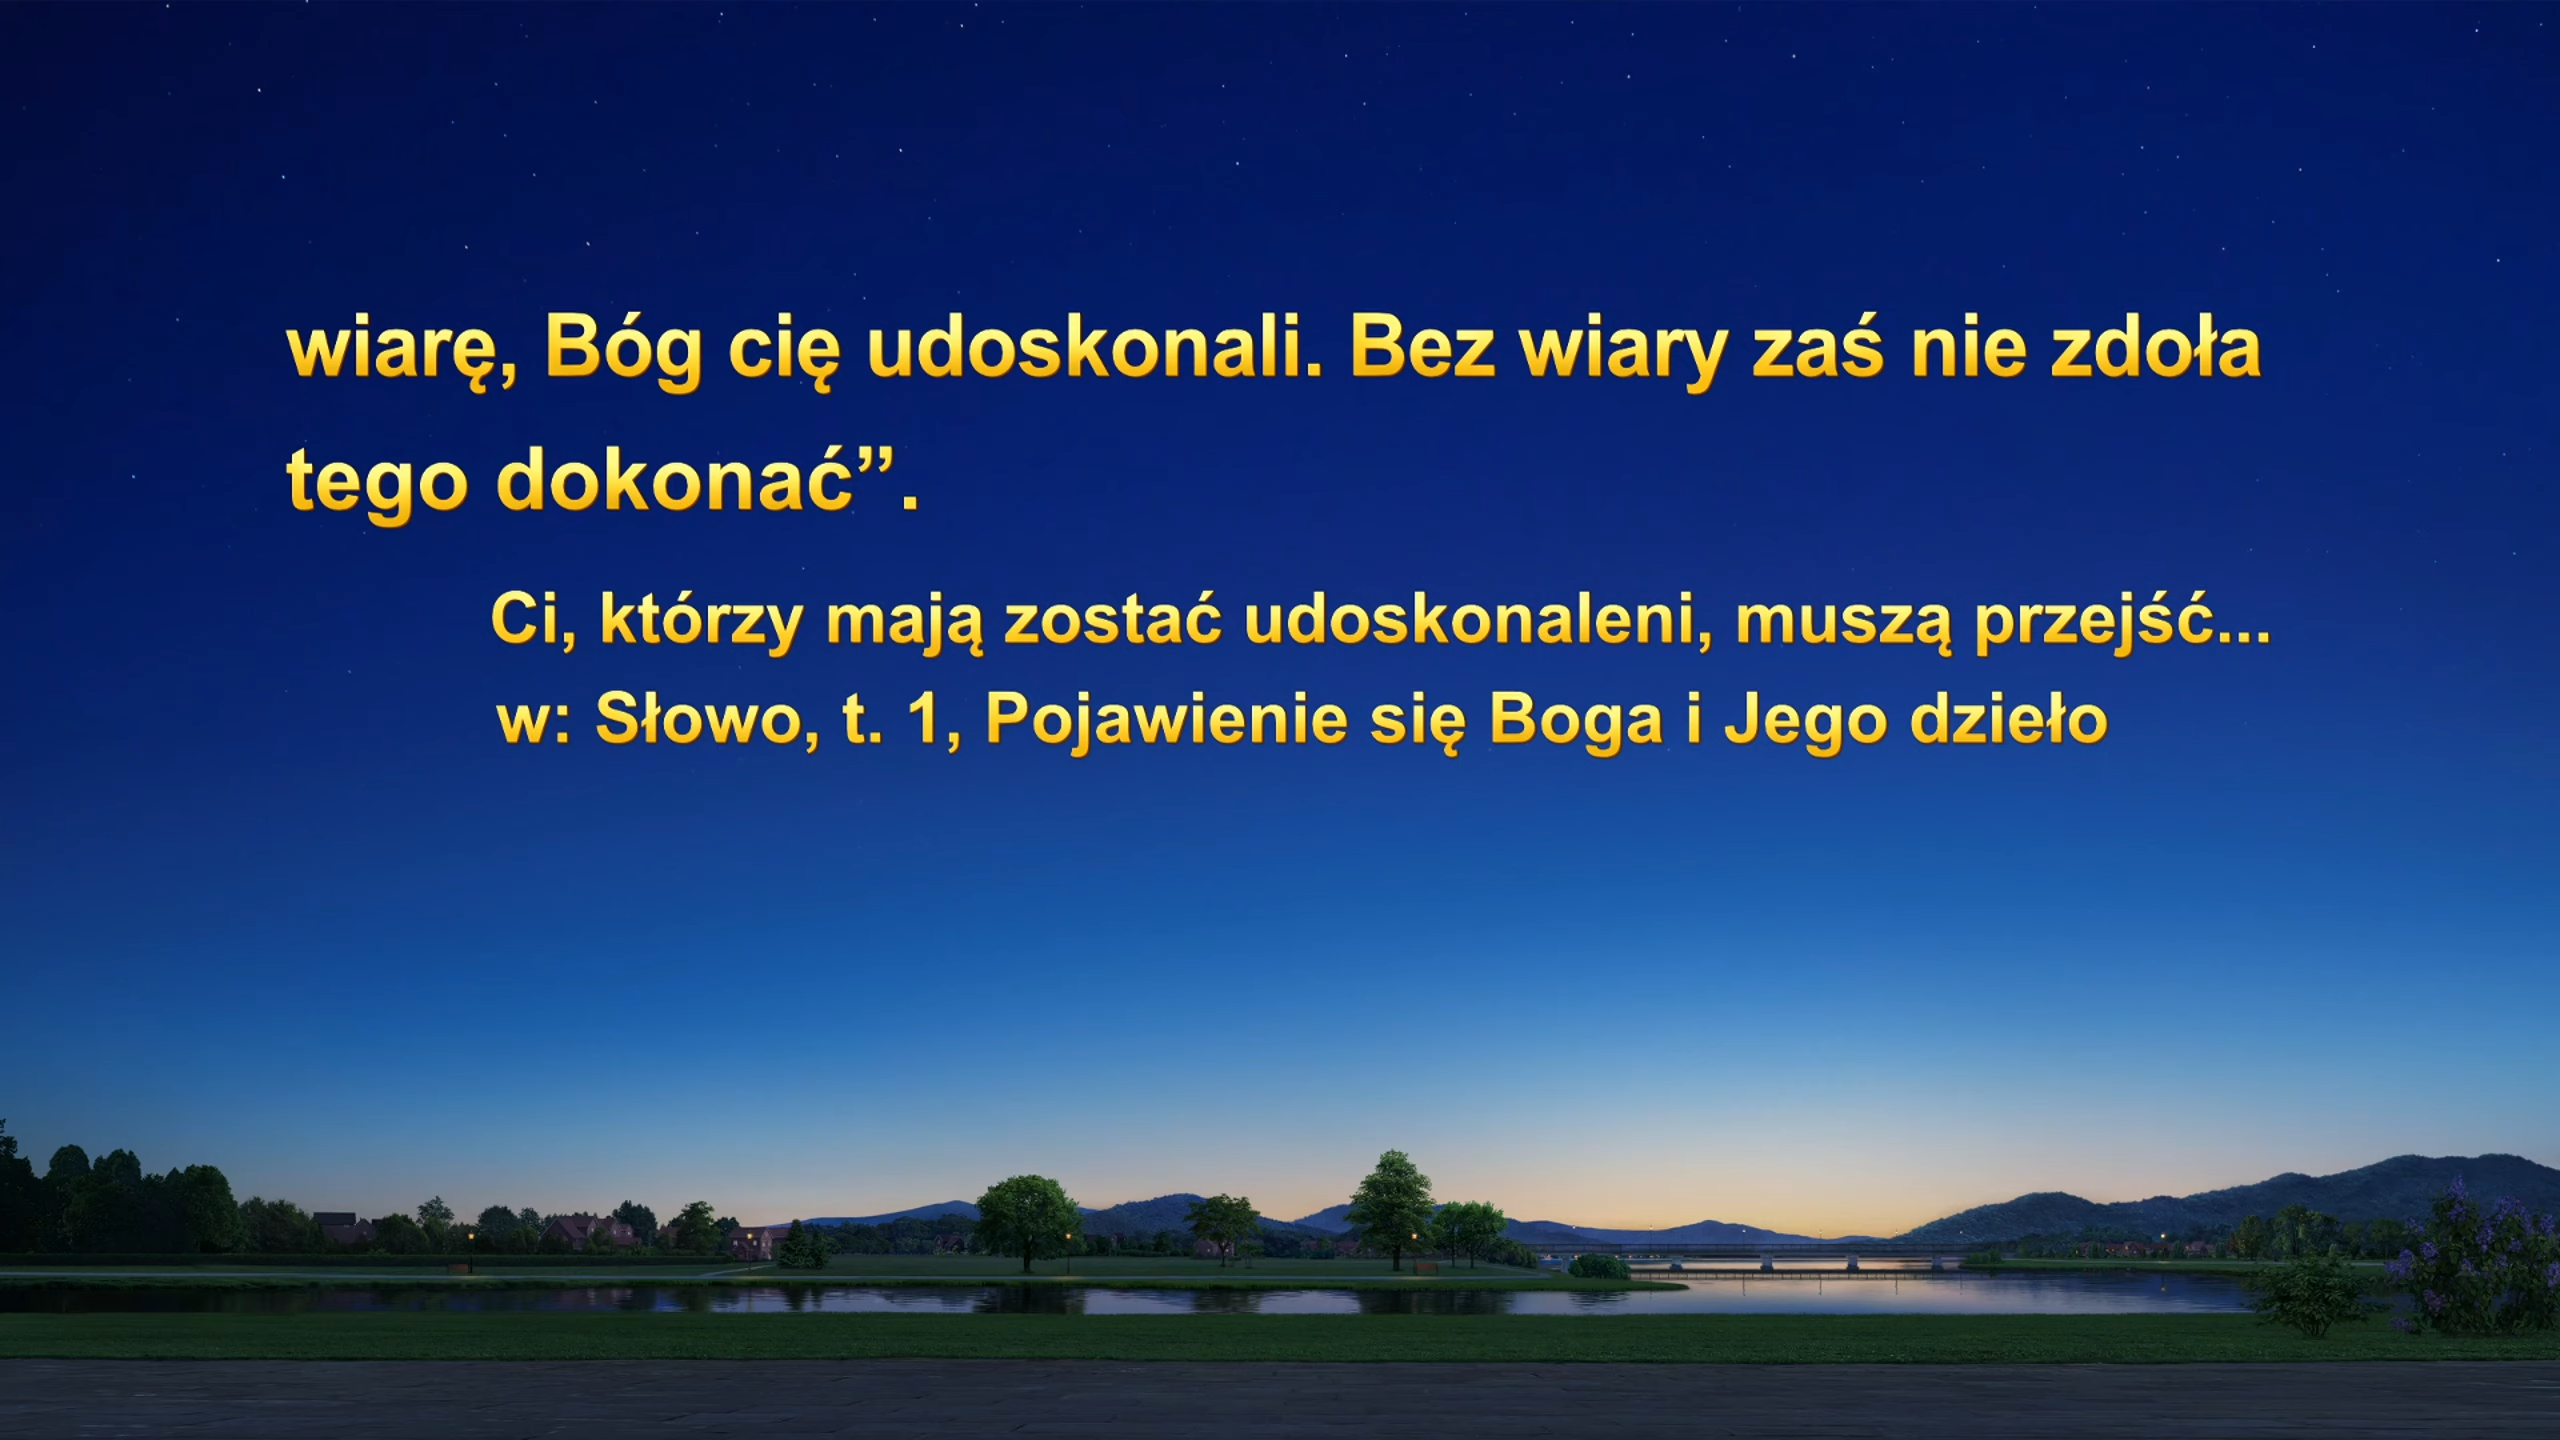 wiarę, Bóg cię udoskonali. Bez wiary zaś nie zdoła
tego dokonać”.
Ci, którzy mają zostać udoskonaleni, muszą przejść...
w: Słowo, t. 1, Pojawienie się Boga i Jego dzieło